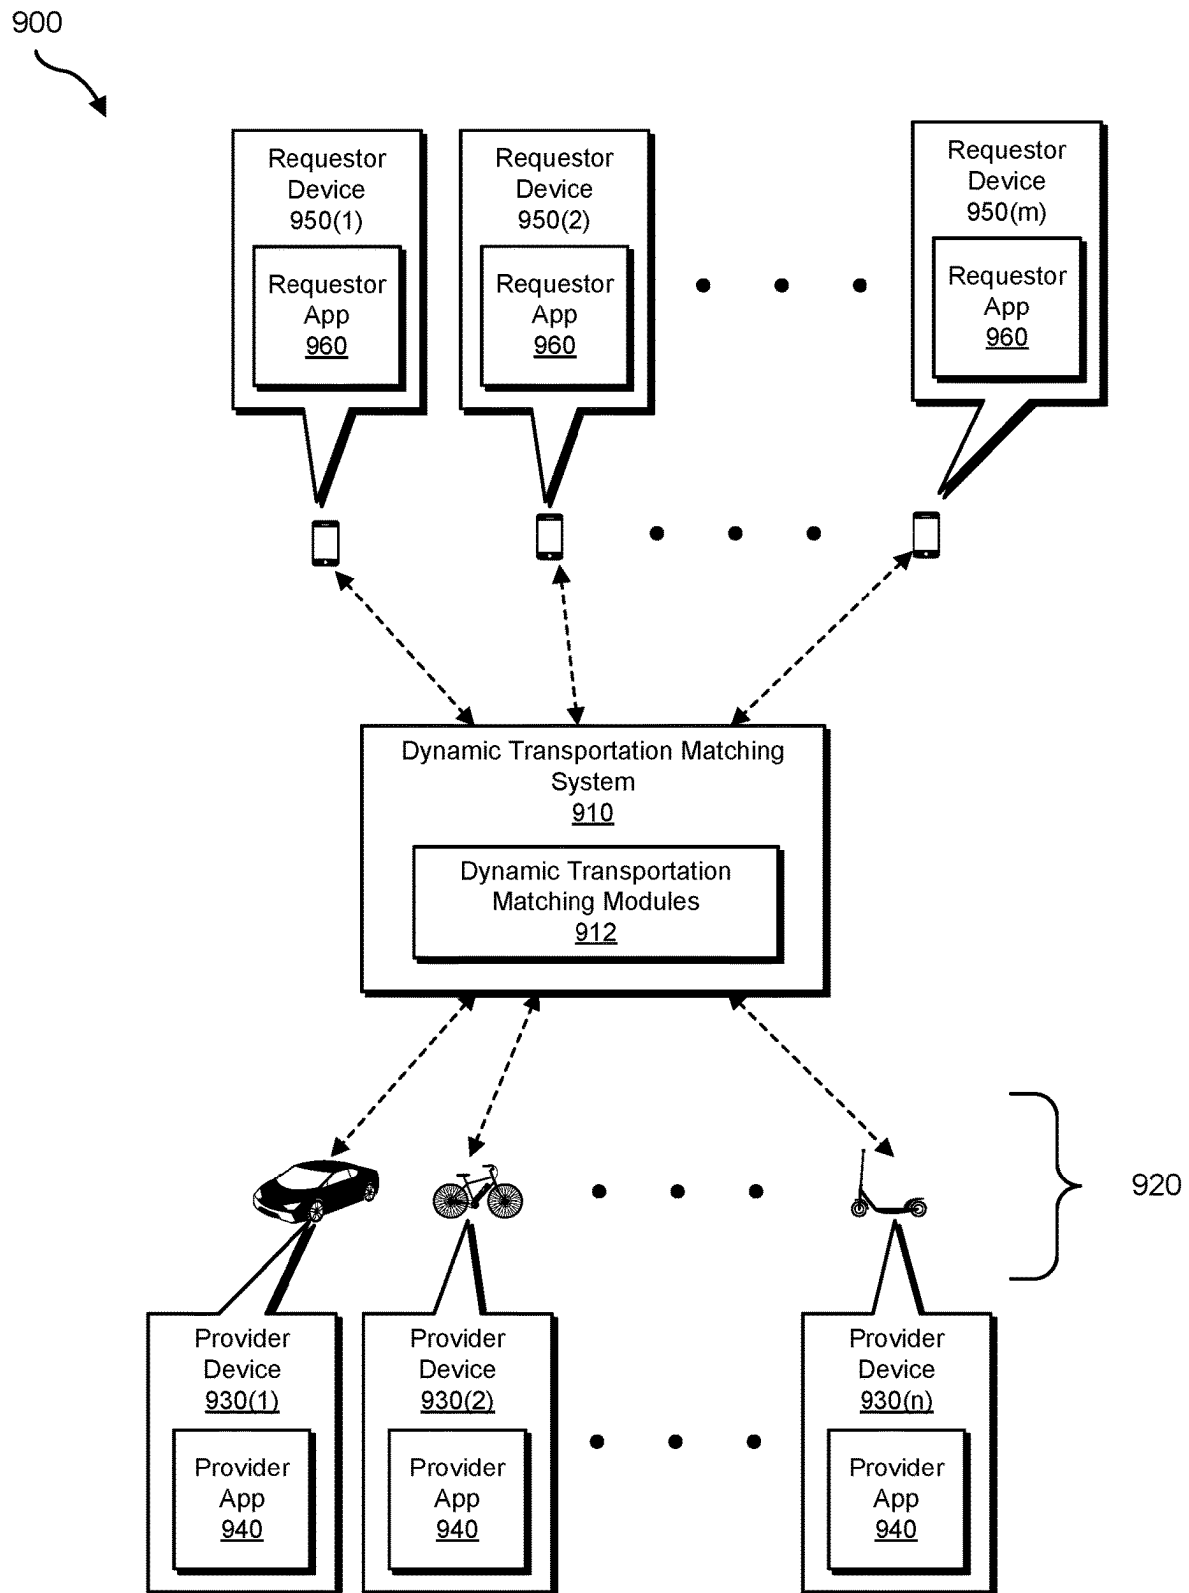 900
Requestor
Device
950(1)
Requestor
App
960
Requestor
Device
950(2)
Requestor
App
960
Requestor
Device
950(m)
Requestor
App
960
Dynamic Transportation Matching
System
910
Dynamic Transportation
Matching Modules
912
920
Provider
Device
930(1)
Provider
App
940
Provider
Device
930(2)
Provider
App
940
Provider
Device
930(n)
Provider
App
940